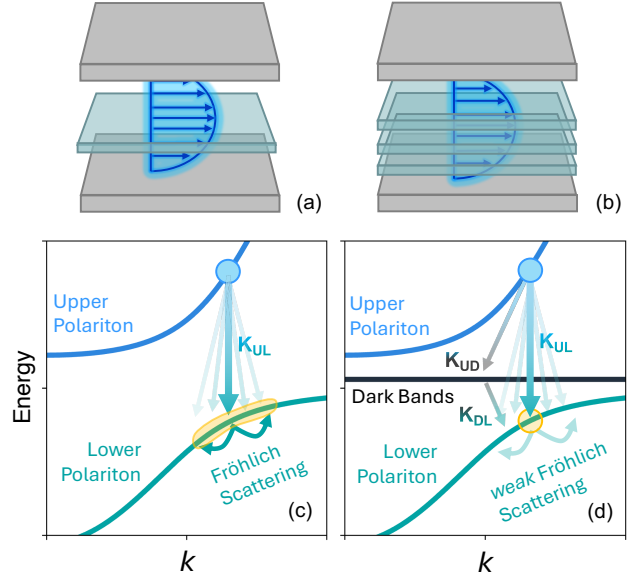 (a)
(b)
Energy
Upper
Polariton
K_UL
Lower
Polariton
Fröhlich
Scattering
(c)
k
Upper
Polariton
K_UD
K_UL
Dark Bands
K_DL
Lower
Polariton
weak Fröhlich
Scattering
(d)
k